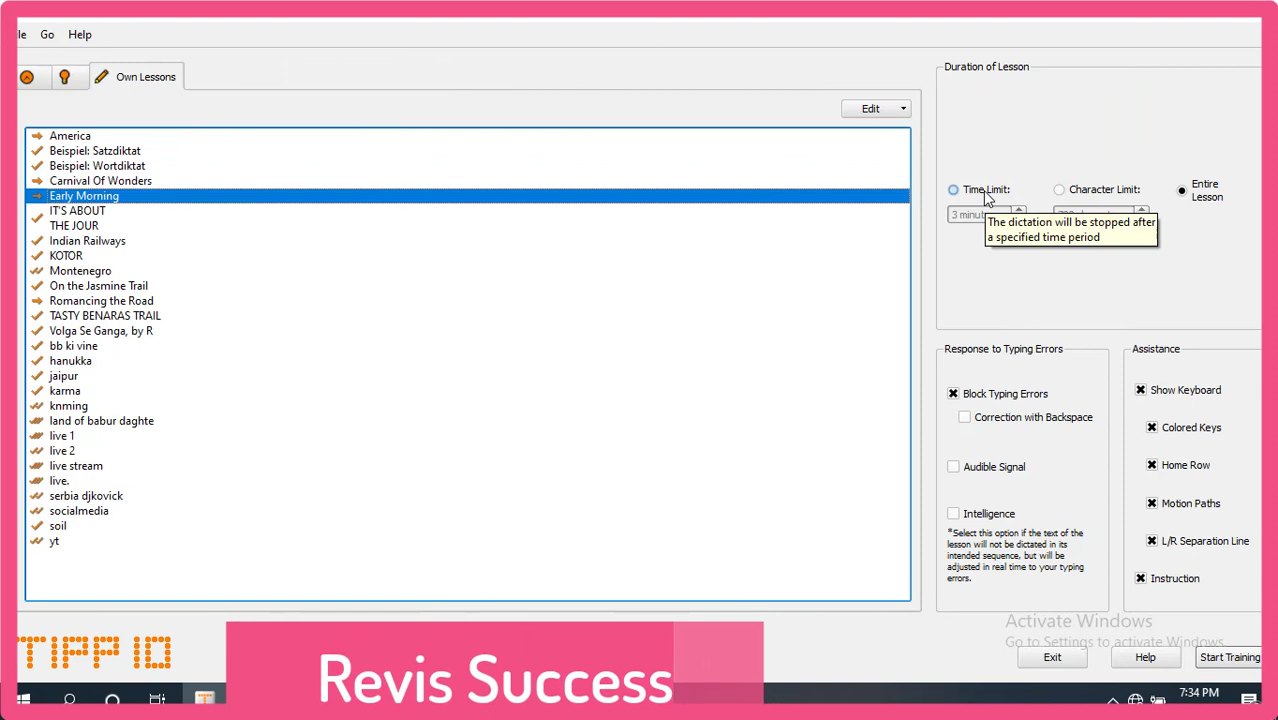 Go Help
Own Lessons
Edit
America
Beispiel: Satzdiktat
Beispiel: Wortdiktat
Carnival Of Wonders
Early Morning
IT'S ABOUT
THE JOUR
Indian Railways
KOTOR
Montenegro
On the Jasmine Trail
Romancing the Road
TASTY BENARAS TRAIL
Volga Se Ganga, by R
bb ki vine
hanukka
jaipur
karma
knming
land of babur daghte
live 1
live 2
live stream
live.
serbia djkovick
socialmedia
soil
yt
Duration of Lesson
Time Limit:
Character Limit:
Entire
Lesson
3
The dictation will be stopped after
a specified time period
Response to Typing Errors
Block Typing Errors
Correction with Backspace
Audible Signal
Intelligence
*Select this option if the text of the
lesson will not be dictated in its
intended sequence, but will be
adjusted in real time to your typing
errors.
Assistance
Show Keyboard
Colored Keys
Home Row
Motion Paths
L/R Separation Line
Instruction
Activate Windows
Go to Settings to activate Windows.
Exit
Help
Start Training
TIPP 10
Revis Success
7:34 PM